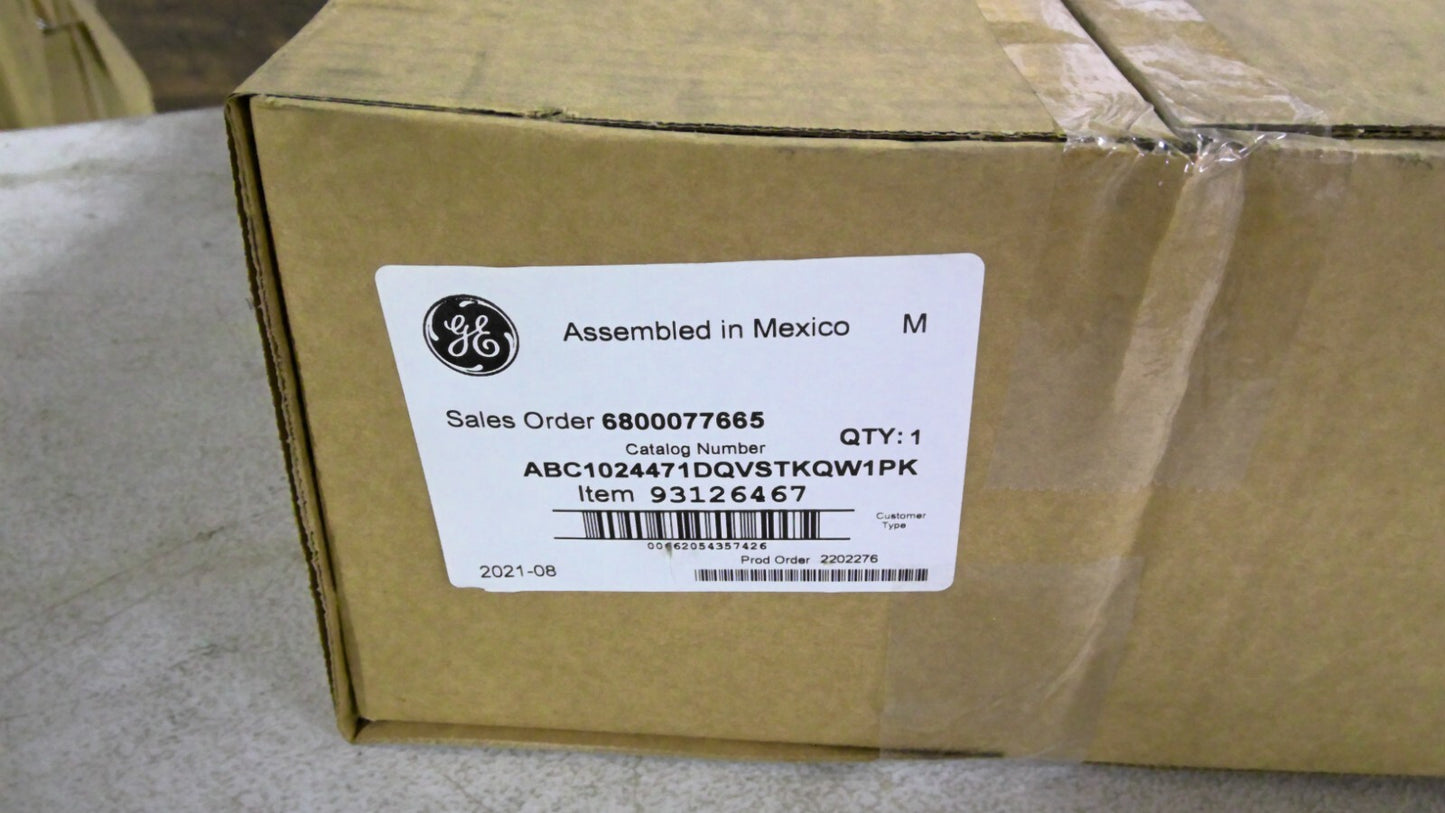 GE
Assembled in Mexico M
Sales Order 6800077665
QTY: 1
Catalog Number
ABC1024471DQVSTKQW1PK
Item 93126467
Customer
Type
Prod Order 2202276
2021-08